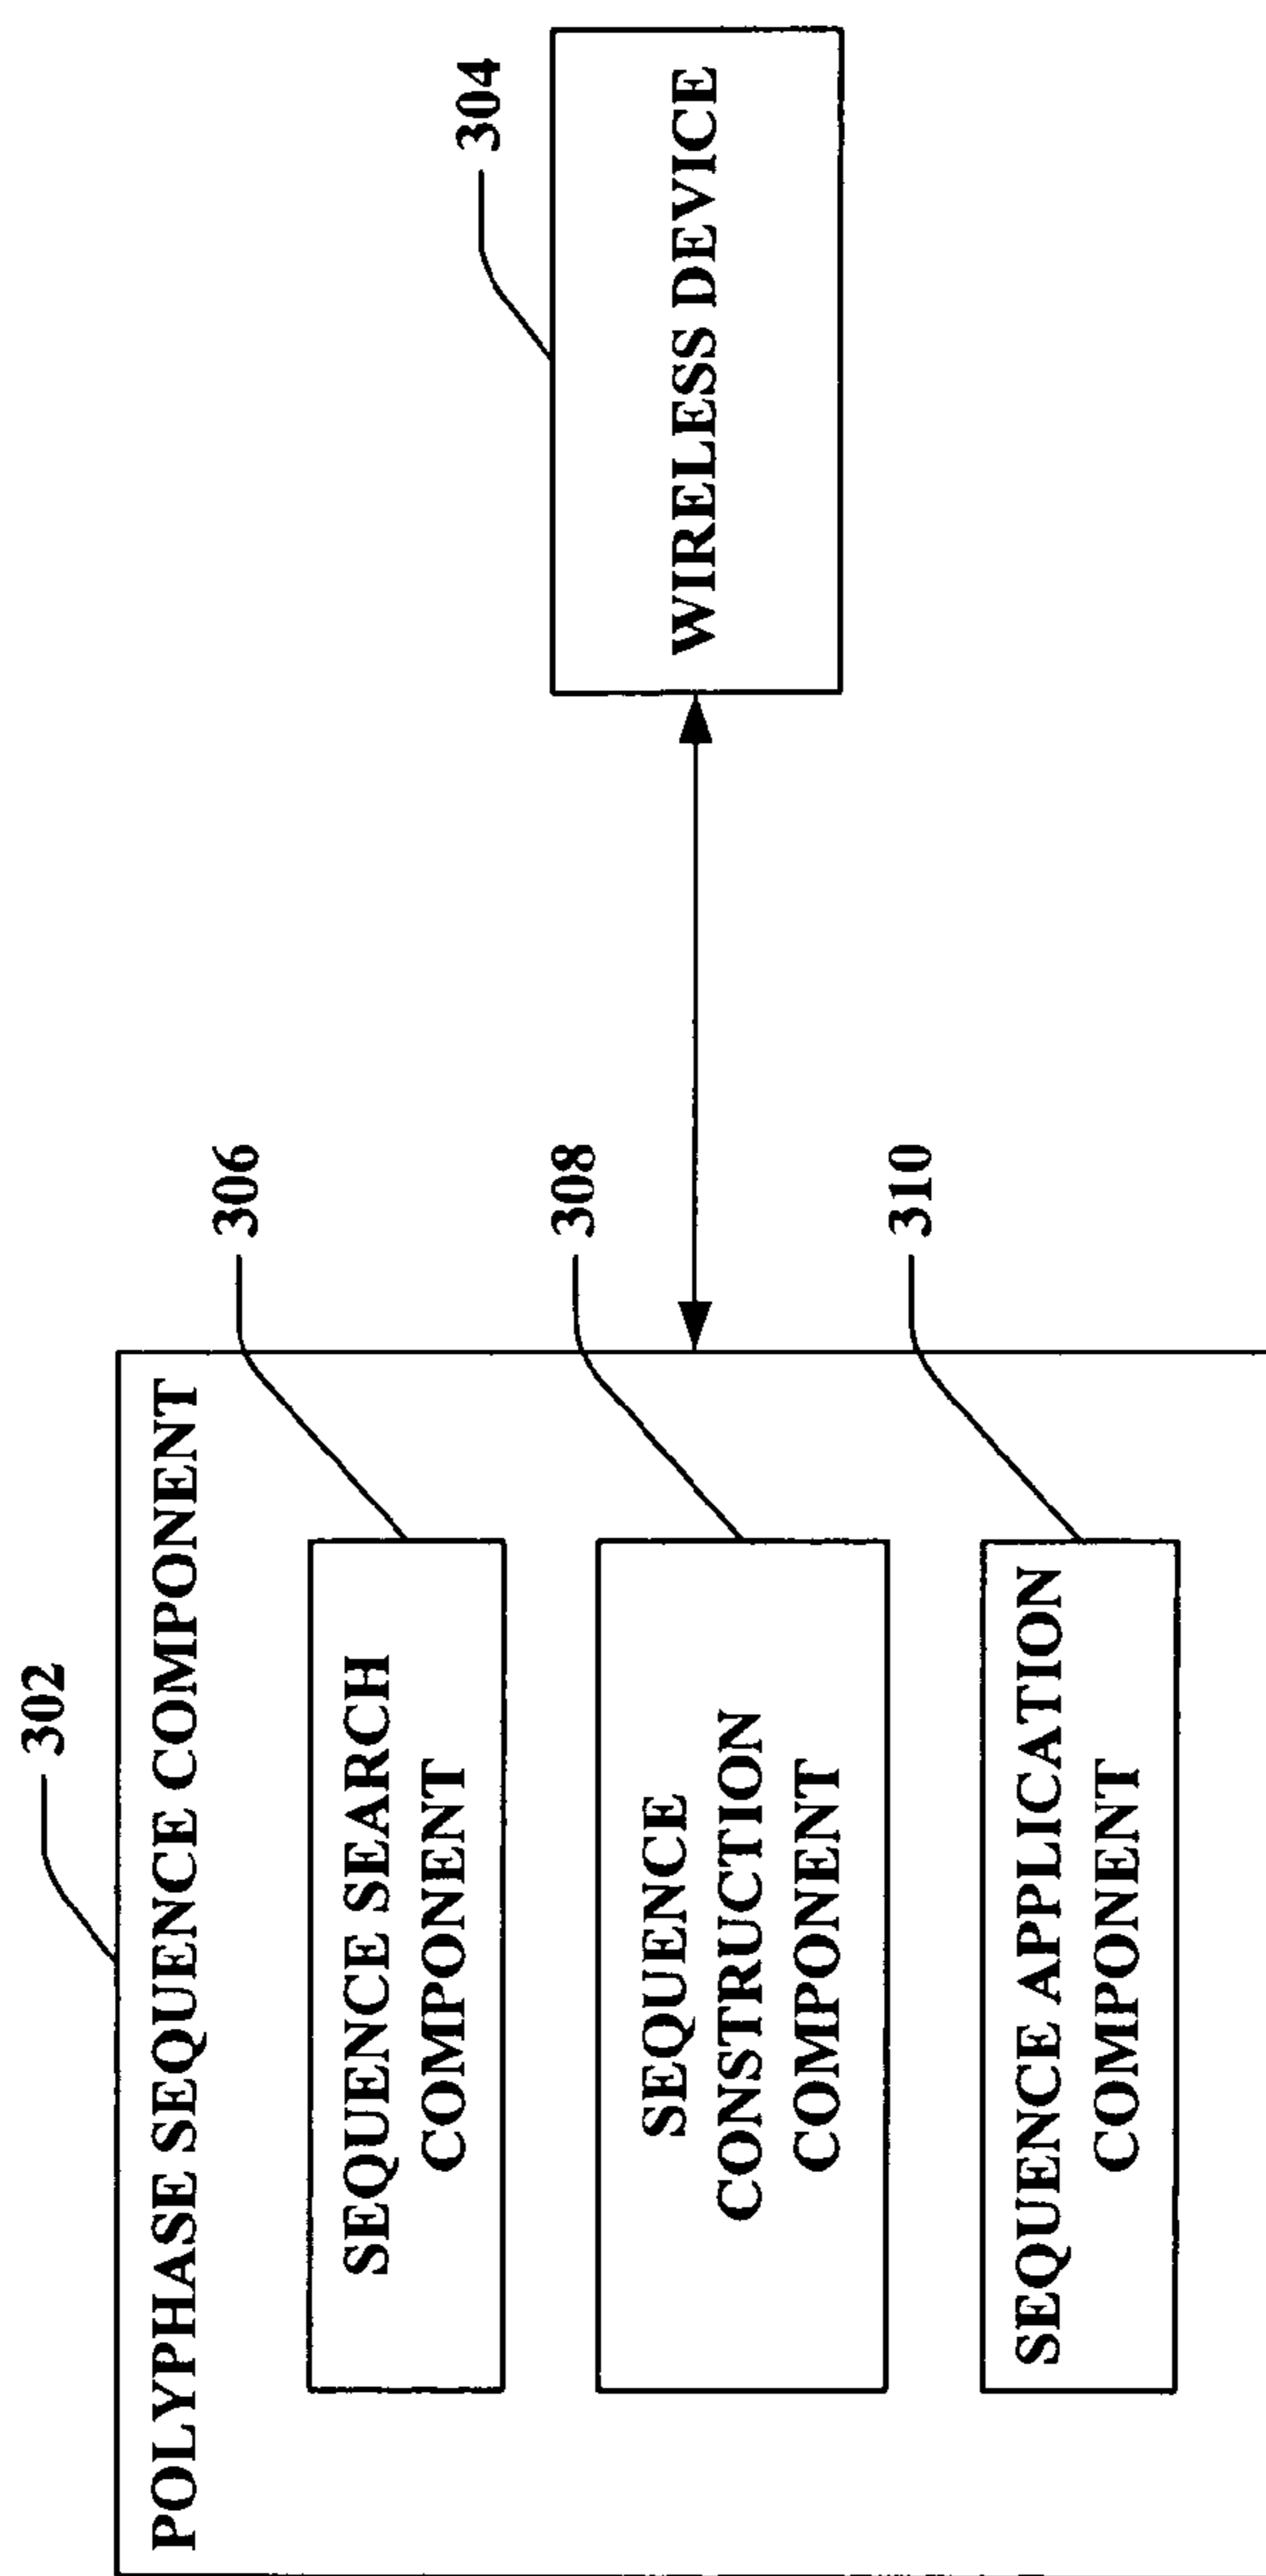 302
POLYPHASE SEQUENCE COMPONENT
306
SEQUENCE SEARCH
COMPONENT
308
SEQUENCE
CONSTRUCTION
COMPONENT
310
SEQUENCE APPLICATION
COMPONENT
304
WIRELESS DEVICE